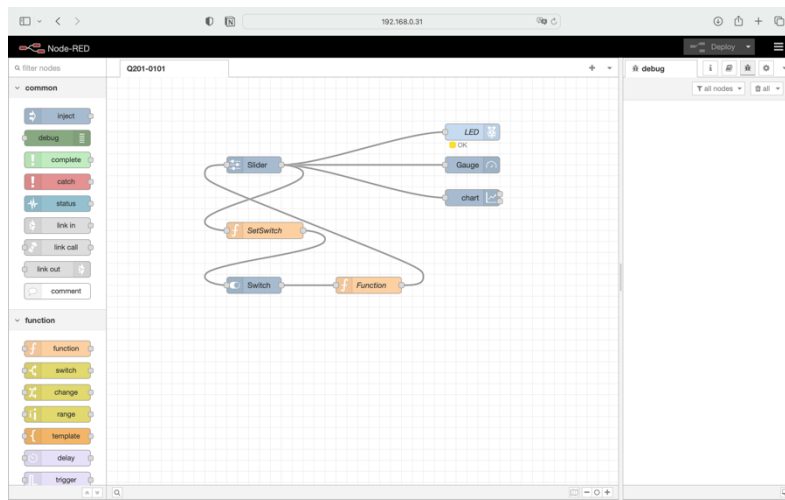 192.168.0.31
Node-RED
Deploy
filter nodes
Q201-0101
debug
i
all nodes
all
common
inject
debug
complete
catch
status
link in
link call
link out
comment
function
function
switch
change
range
template
delay
trigger
LED
OK
Slider
Gauge
chart
SetSwitch
Switch
Function